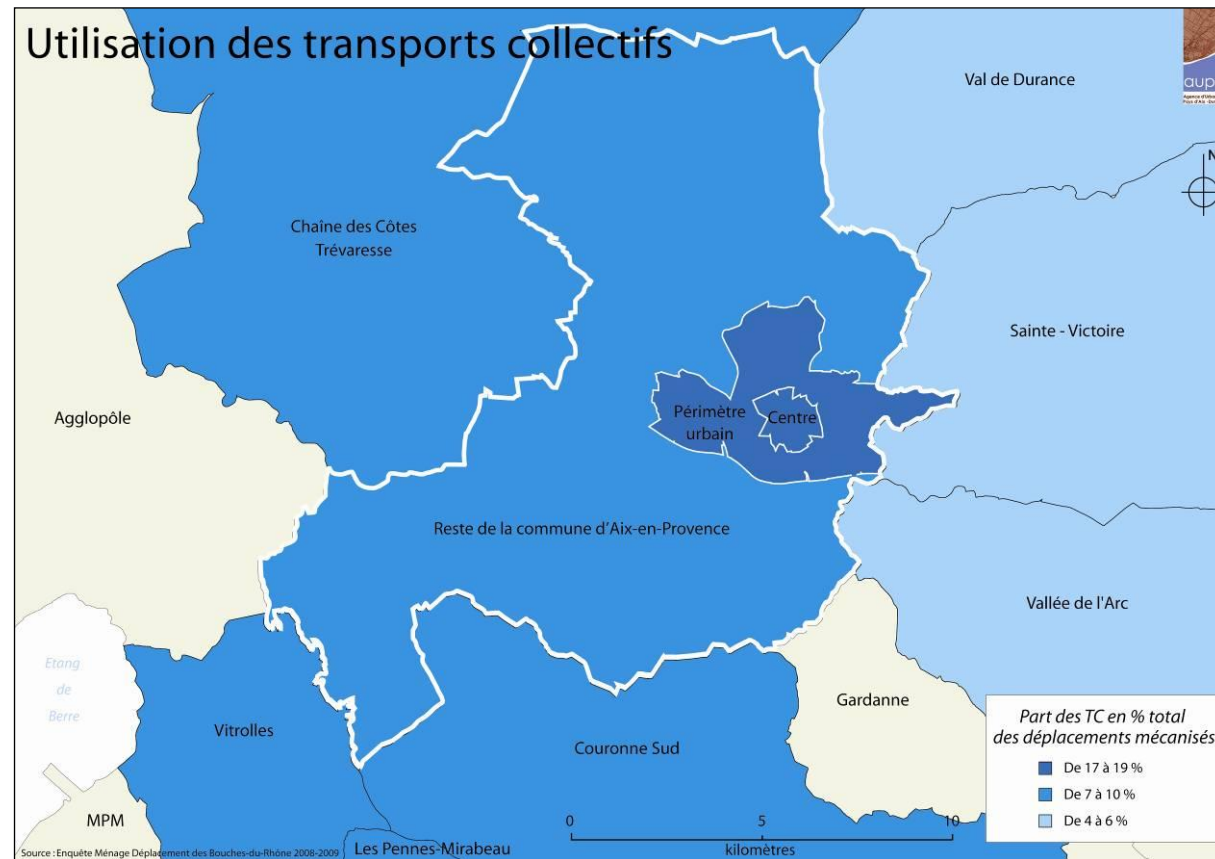 Utilisation des transports collectifs
Val de Durance
aup
N
Chaîne des Côtes
Trévaresse
Sainte - Victoire
Agglopôle
Périmètre
urbain
Centre
Reste de la commune d'Aix-en-Provence
Vallée de l'Arc
Etang
de
Berre
Gardanne
Vitrolles
Couronne Sud
Part des TC en % total
des déplacements mécanisés
De 17 à 19 %
De 7 à 10 %
De 4 à 6 %
MPM
0 5 10
kilomètres
Les Pennes-Mirabeau
Source : Enquête Ménage Déplacement des Bouches-du-Rhône 2008-2009